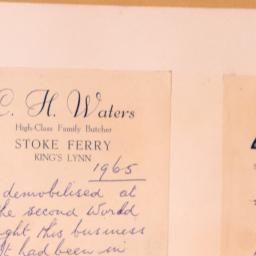 C. H. Waters
High-Class Family Butcher
STOKE FERRY
KING'S LYNN
1965
demobilised at
the second World
ght this business
It had been in